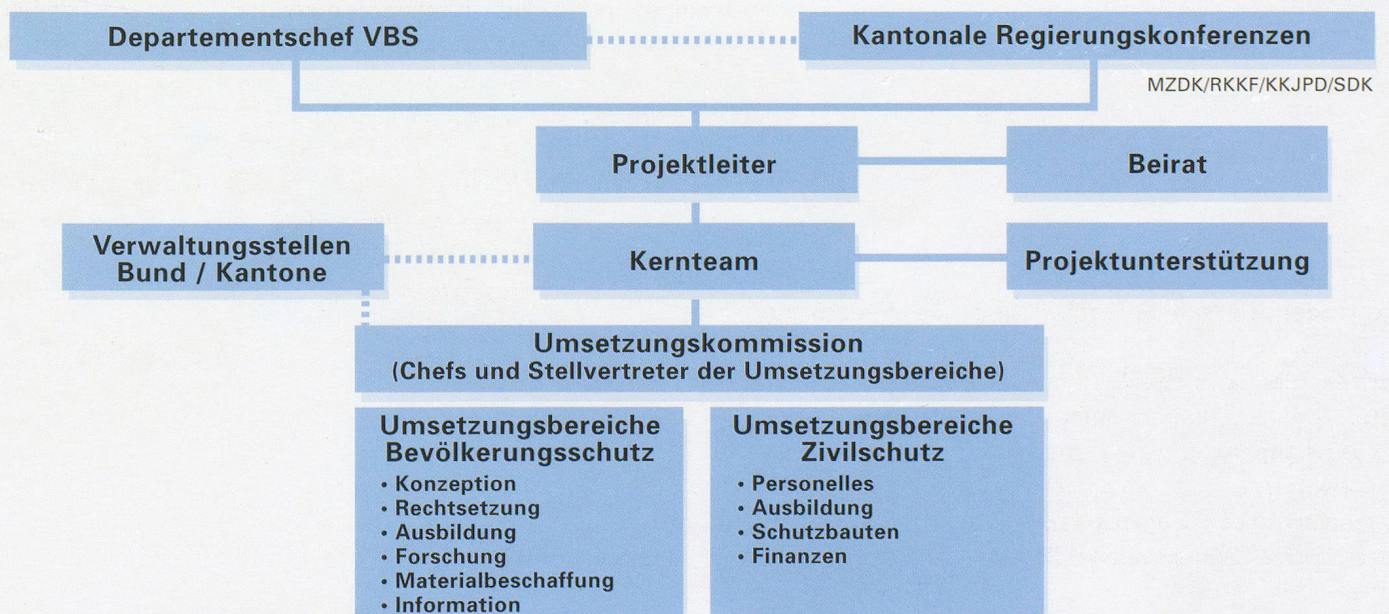 Departementschef VBS
Kantonale Regierungskonferenzen
MZDK/RKKF/KKJPD/SDK
Projektleiter
Beirat
Verwaltungsstellen
Bund / Kantone
Kernteam
Projektunterstützung
Umsetzungskommission
(Chefs und Stellvertreter der Umsetzungsbereiche)
Umsetzungsbereiche
Bevölkerungsschutz
• Konzeption
• Rechtsetzung
• Ausbildung
• Forschung
• Materialbeschaffung
• Information
Umsetzungsbereiche
Zivilschutz
• Personelles
• Ausbildung
• Schutzbauten
• Finanzen